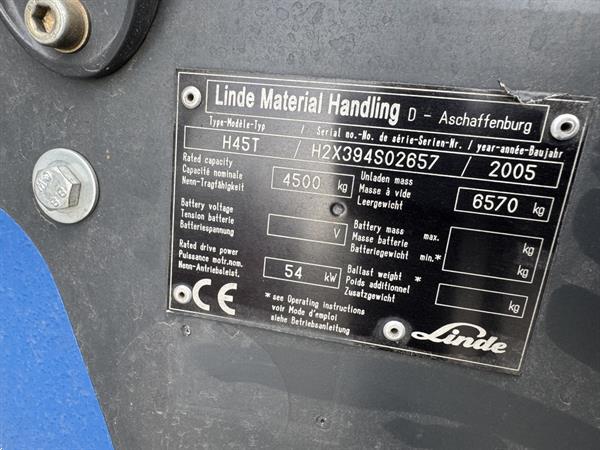 Linde Material Handling D - Aschaffenburg
Type-Modèle-Typ / Serial no.-No. de série-Serien-Nr. / year-année-Baujahr
H45T / H2X394S02657 / 2005
Rated capacity
Capacité nominale
Nenn-Tragfähigkeit
4500 kg
Unladen mass
Masse à vide
Leergewicht
6570 kg
Battery voltage
Tension batterie
Batteriespannung
V
Battery mass max.
Masse batterie
Batteriegewicht min.*
kg
kg
Rated drive power
Puissance motr.nom.
Nenn-Antriebsleist.
54 kW
Ballast weight *
Poids additionnel
Zusatzgewicht
kg
CE
* see Operating instructions
voir Mode d'emploi
siehe Betriebsanleitung
Linde